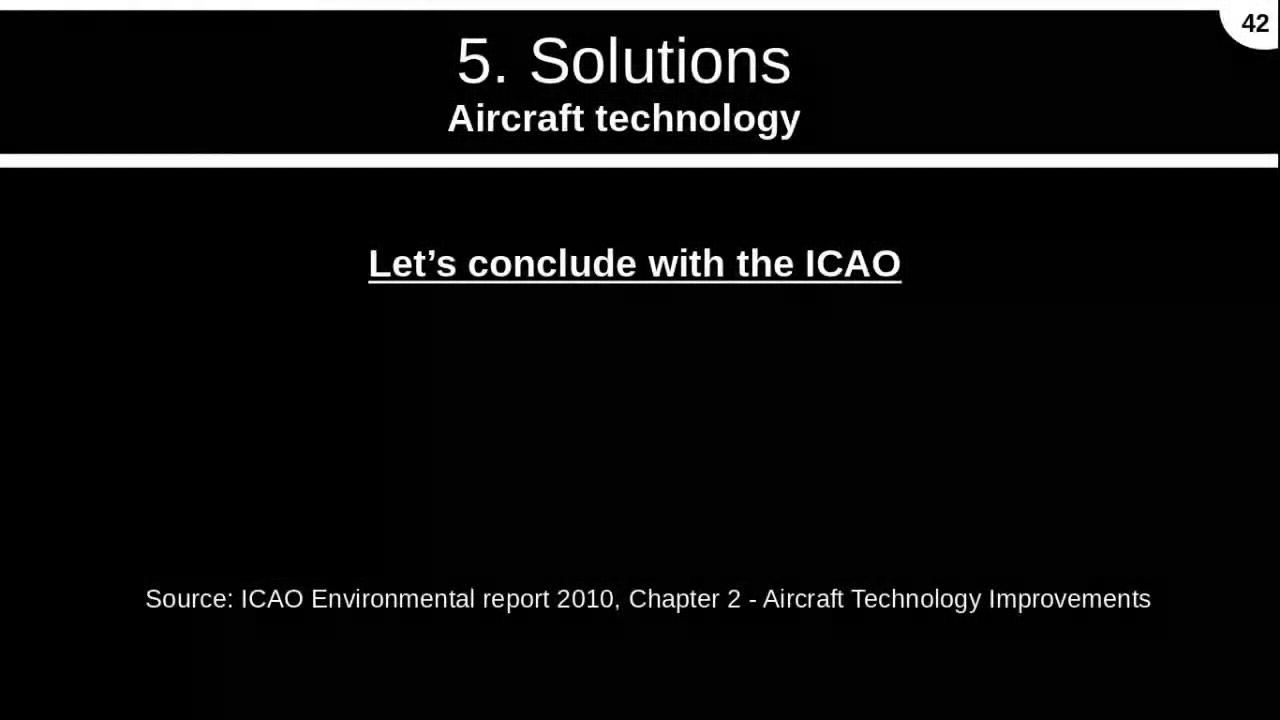 42
5. Solutions
Aircraft technology
Let’s conclude with the ICAO
Source: ICAO Environmental report 2010, Chapter 2 - Aircraft Technology Improvements